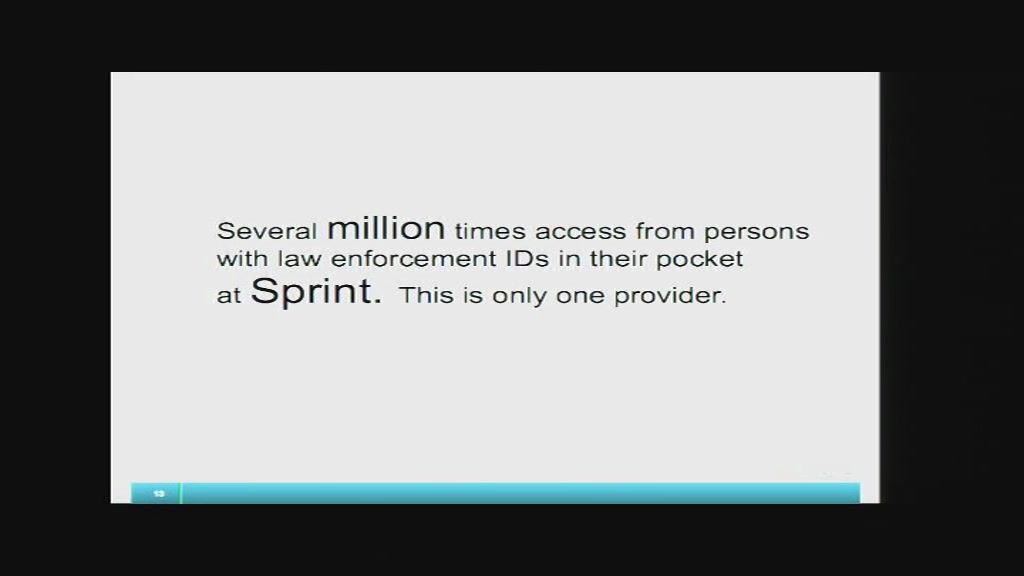 Several million times access from persons
with law enforcement IDs in their pocket
at Sprint. This is only one provider.